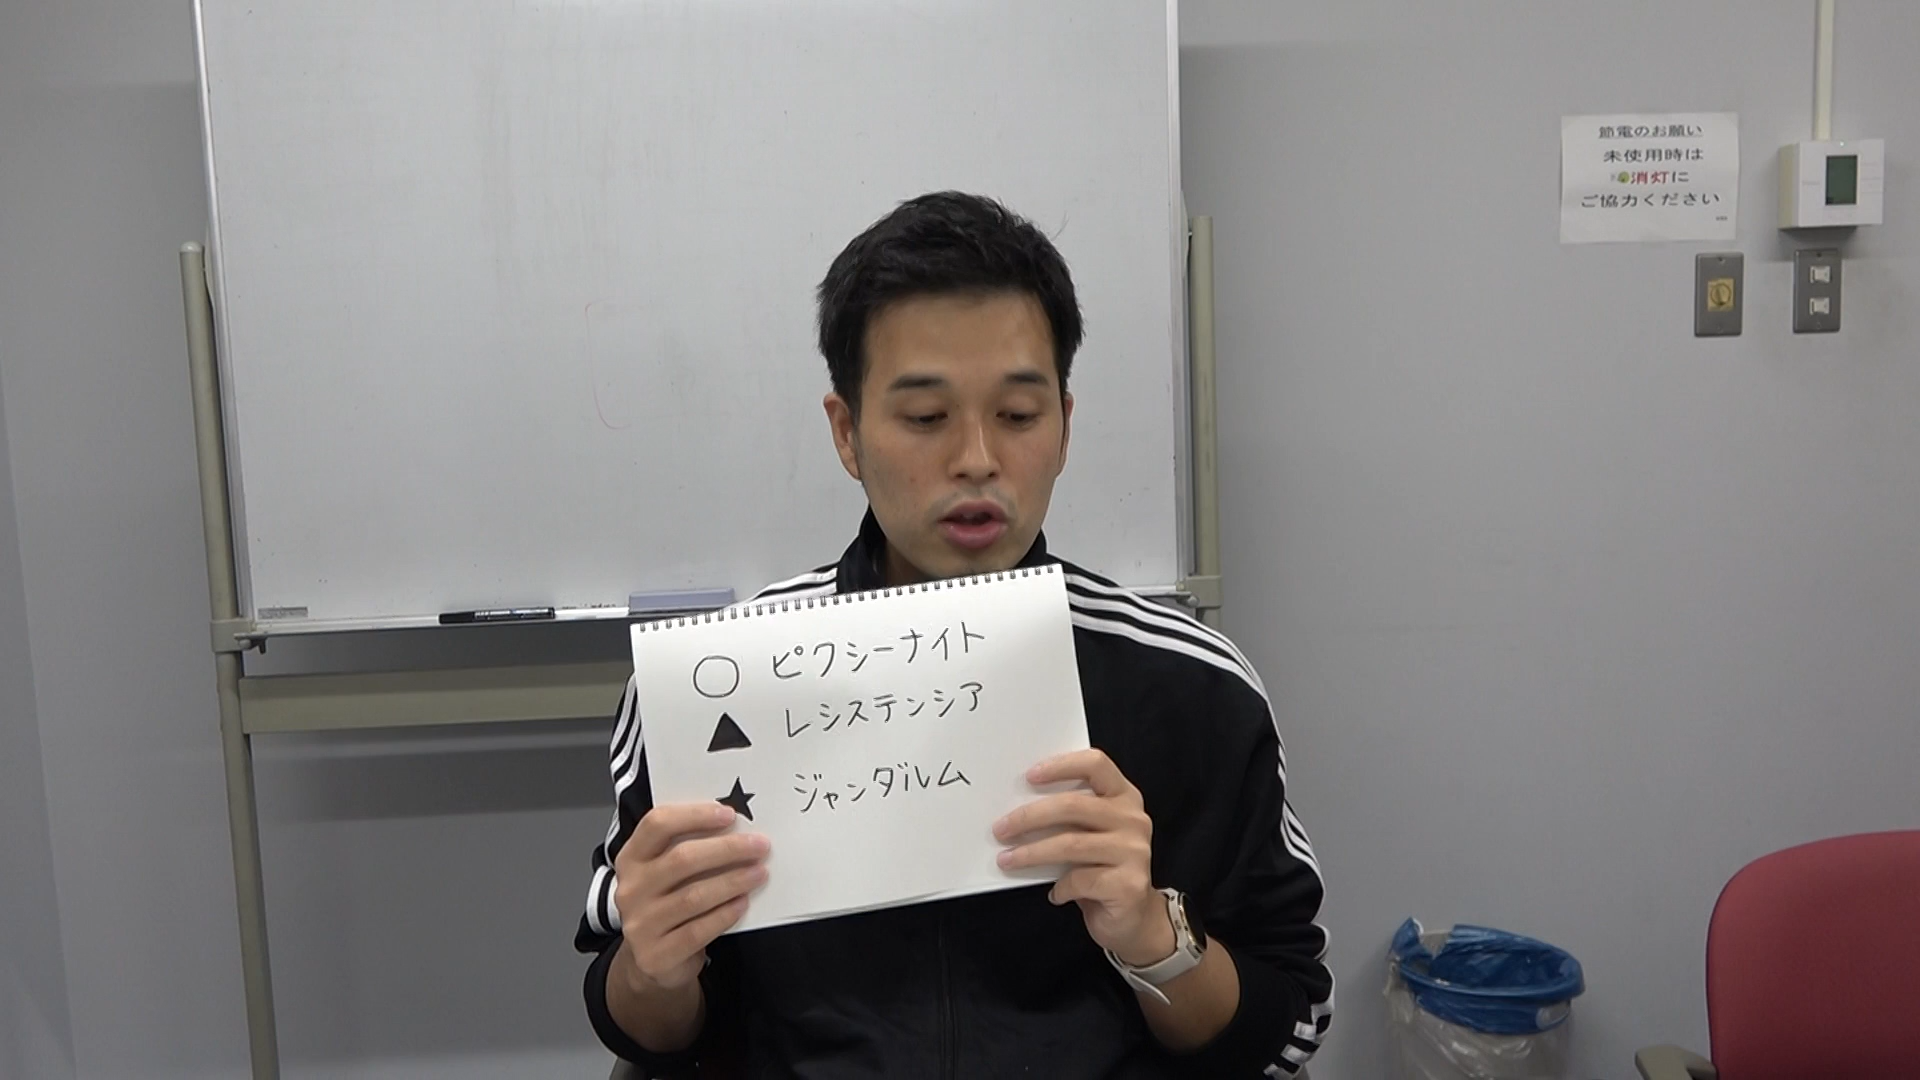 ○ ピクシーナイト
▲ レシステンシア
★ ジャンダルム
節電のお願い
未使用時は
消灯に
ご協力ください